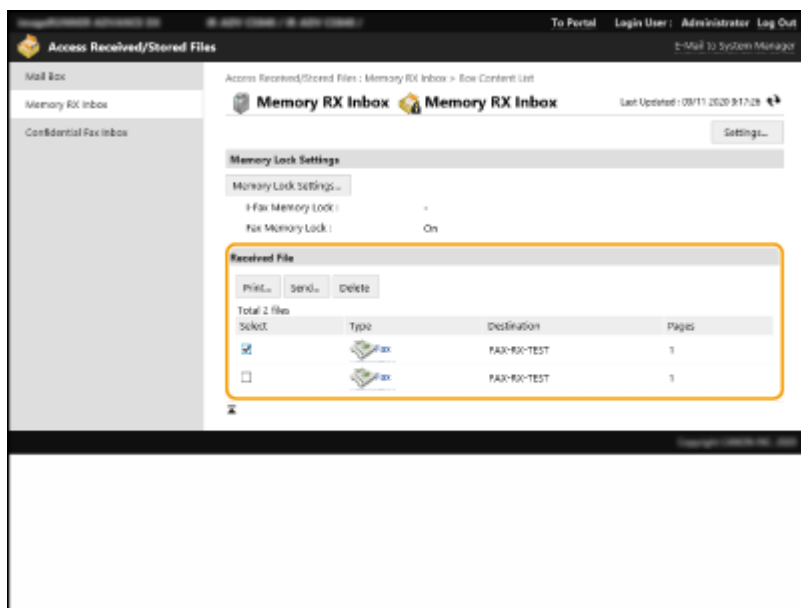 To Portal Login User: Administrator Log Out
Access Received/Stored Files
E-Mail to System Manager
Mail Box
Memory RX Inbox
Confidential Fax Inbox
Access Received/Stored Files : Memory RX Inbox > Box Content List
Memory RX Inbox Memory RX Inbox
Last Updated : 09/11 2020 9:17:28
Settings...
Memory Lock Settings
Memory Lock Settings...
I-Fax Memory Lock : -
Fax Memory Lock : On
Received File
Print... Send... Delete
Total 2 files
Select Type Destination Pages
Fax FAX-RX-TEST 1
Fax FAX-RX-TEST 1